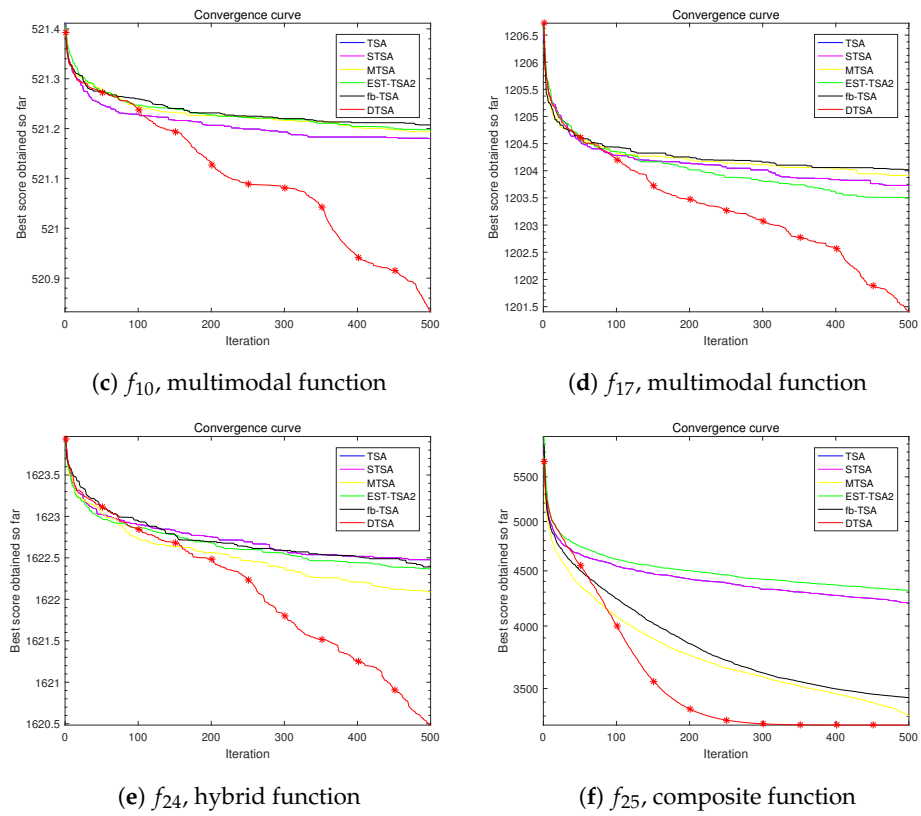 Convergence curve
521.4
521.3
521.2
521.1
521
520.9
Best score obtained so far
TSA
STSA
MTSA
EST-TSA2
fb-TSA
DTSA
0 100 200 300 400 500
Iteration
(c) f10, multimodal function
Convergence curve
1206.5
1206
1205.5
1205
1204.5
1204
1203.5
1203
1202.5
1202
1201.5
Best score obtained so far
TSA
STSA
MTSA
EST-TSA2
fb-TSA
DTSA
0 100 200 300 400 500
Iteration
(d) f17, multimodal function
Convergence curve
1623.5
1623
1622.5
1622
1621.5
1621
1620.5
Best score obtained so far
TSA
STSA
MTSA
EST-TSA2
fb-TSA
DTSA
0 100 200 300 400 500
Iteration
(e) f24, hybrid function
Convergence curve
5500
5000
4500
4000
3500
Best score obtained so far
TSA
STSA
MTSA
EST-TSA2
fb-TSA
DTSA
0 100 200 300 400 500
Iteration
(f) f25, composite function